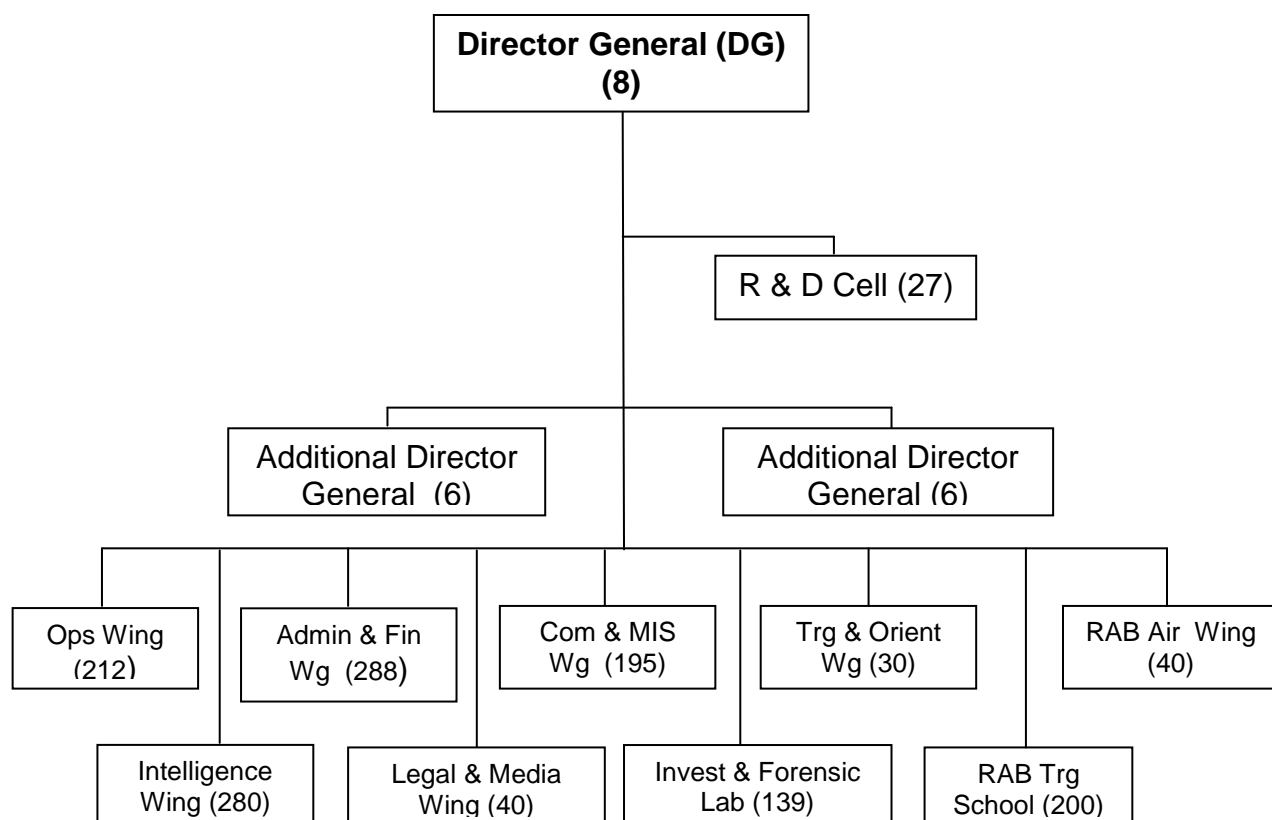 Director General (DG)
(8)
R & D Cell (27)
Additional Director
General (6)
Additional Director
General (6)
Ops Wing
(212)
Admin & Fin
Wg (288)
Com & MIS
Wg (195)
Trg & Orient
Wg (30)
RAB Air Wing
(40)
Intelligence
Wing (280)
Legal & Media
Wing (40)
Invest & Forensic
Lab (139)
RAB Trg
School (200)